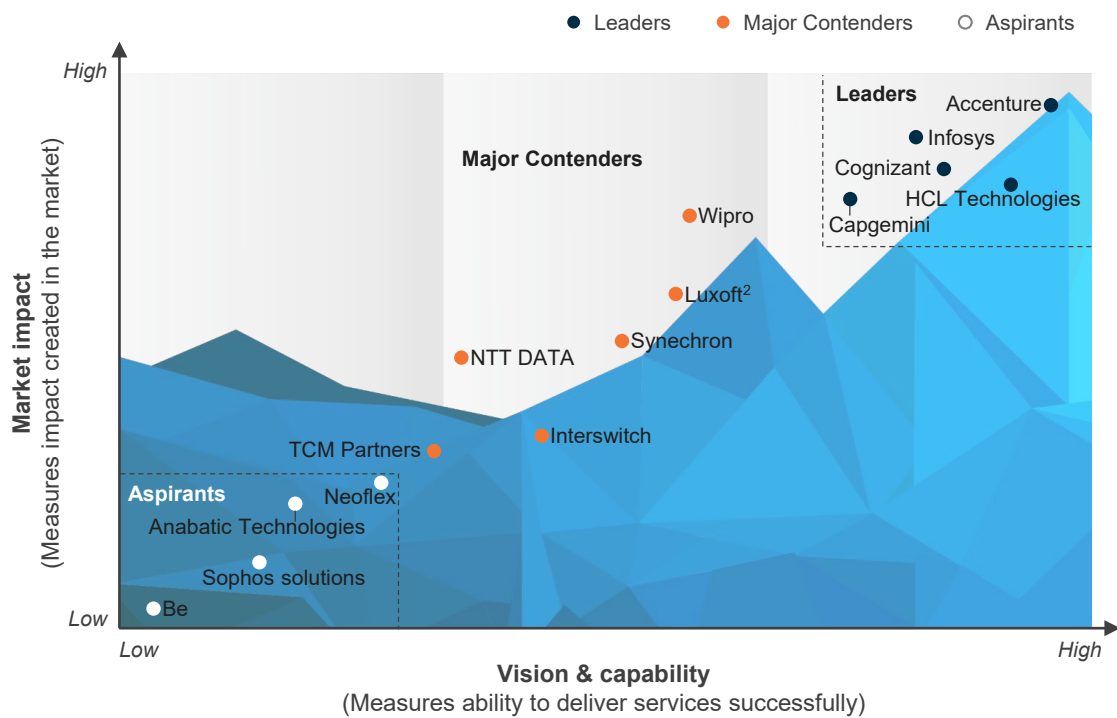 Leaders
Major Contenders
Aspirants
High
Leaders
Accenture
Infosys
Major Contenders
Cognizant
HCL Technologies
Capgemini
Wipro
Luxoft²
Synechron
NTT DATA
Interswitch
TCM Partners
Aspirants
Neoflex
Anabatic Technologies
Sophos solutions
Be
Market impact
(Measures impact created in the market)
Low
Low
High
Vision & capability
(Measures ability to deliver services successfully)